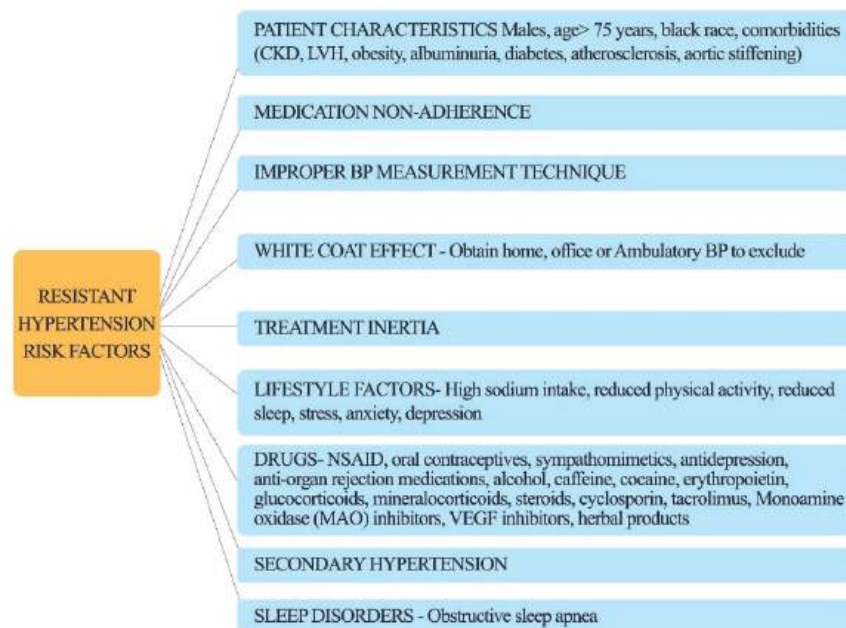 PATIENT CHARACTERISTICS Males, age> 75 years, black race, comorbidities
(CKD, LVH, obesity, albuminuria, diabetes, atherosclerosis, aortic stiffening)
MEDICATION NON-ADHERENCE
IMPROPER BP MEASUREMENT TECHNIQUE
WHITE COAT EFFECT - Obtain home, office or Ambulatory BP to exclude
RESISTANT
HYPERTENSION
RISK FACTORS
TREATMENT INERTIA
LIFESTYLE FACTORS- High sodium intake, reduced physical activity, reduced
sleep, stress, anxiety, depression
DRUGS- NSAID, oral contraceptives, sympathomimetics, antidepression,
anti-organ rejection medications, alcohol, caffeine, cocaine, erythropoietin,
glucocorticoids, mineralocorticoids, steroids, cyclosporin, tacrolimus, Monoamine
oxidase (MAO) inhibitors, VEGF inhibitors, herbal products
SECONDARY HYPERTENSION
SLEEP DISORDERS - Obstructive sleep apnea